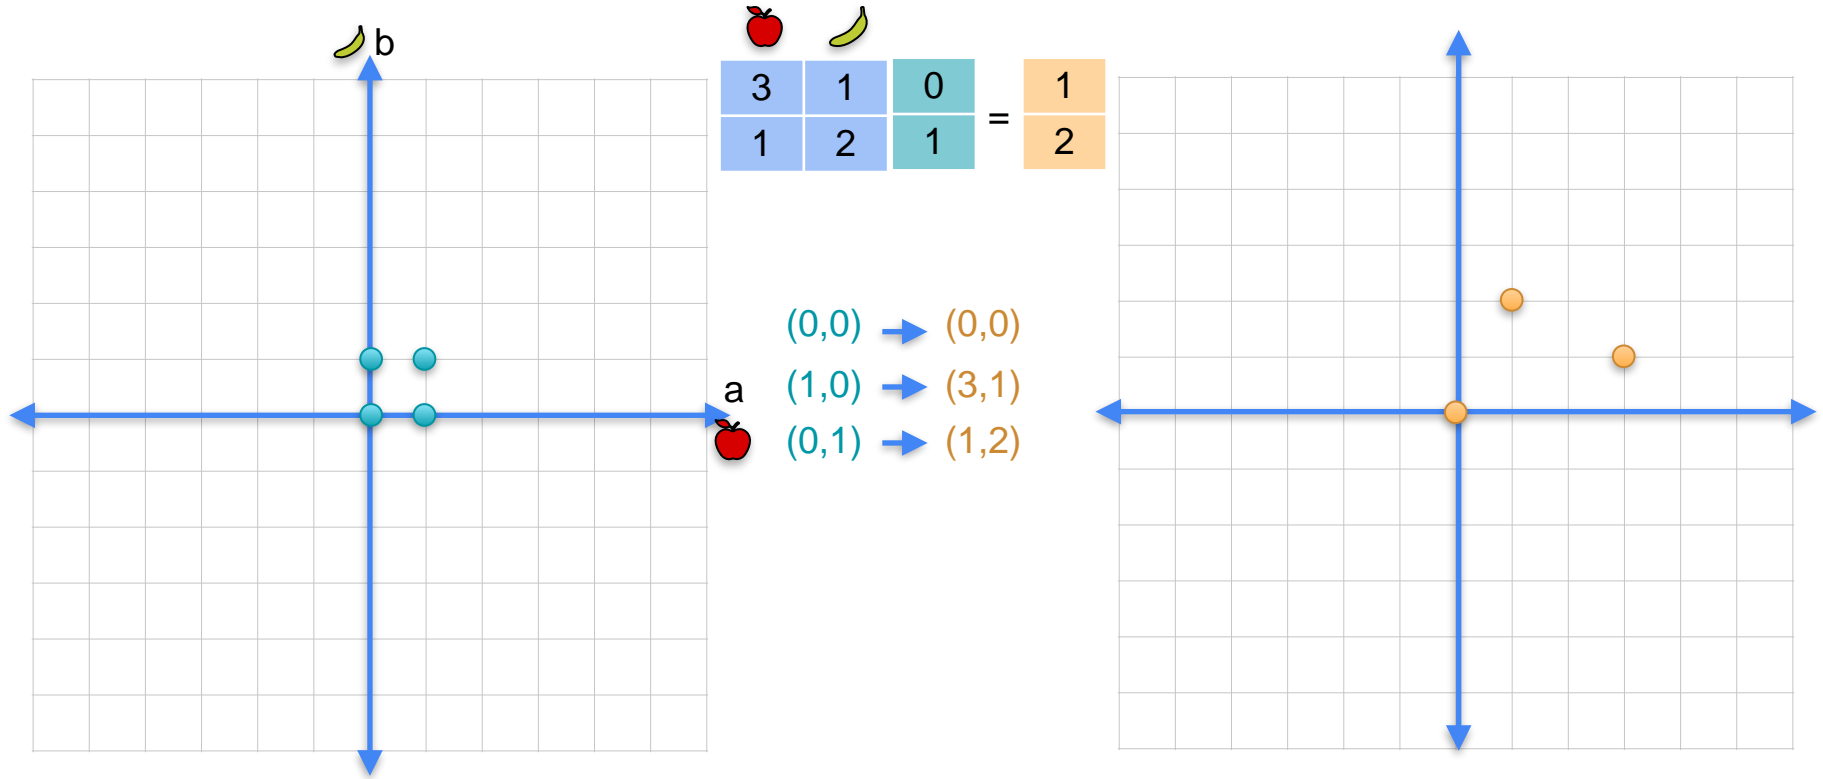 b
3 1 0 = 1
1 2 1 2
(0,0) (0,0)
a
(1,0) (3,1)
(0,1) (1,2)